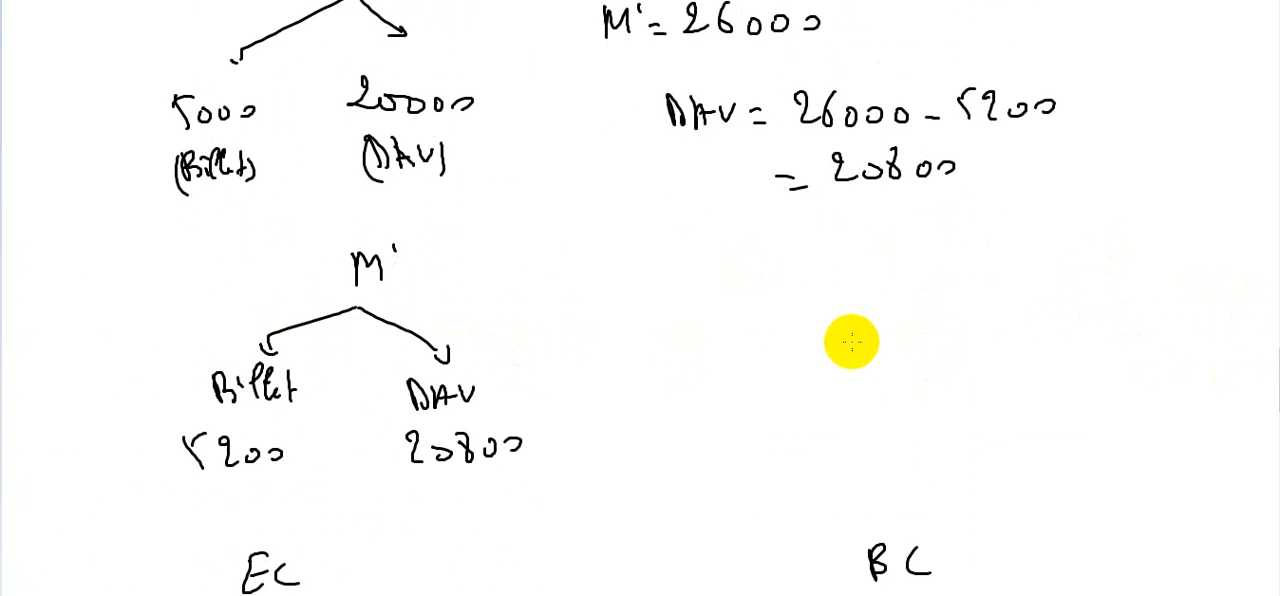 M' = 26000
5000 20000
(Billet) (DAV)
DAV = 26000 - 5200
= 20800
M'
Billet DAV
5200 20800
EC BC